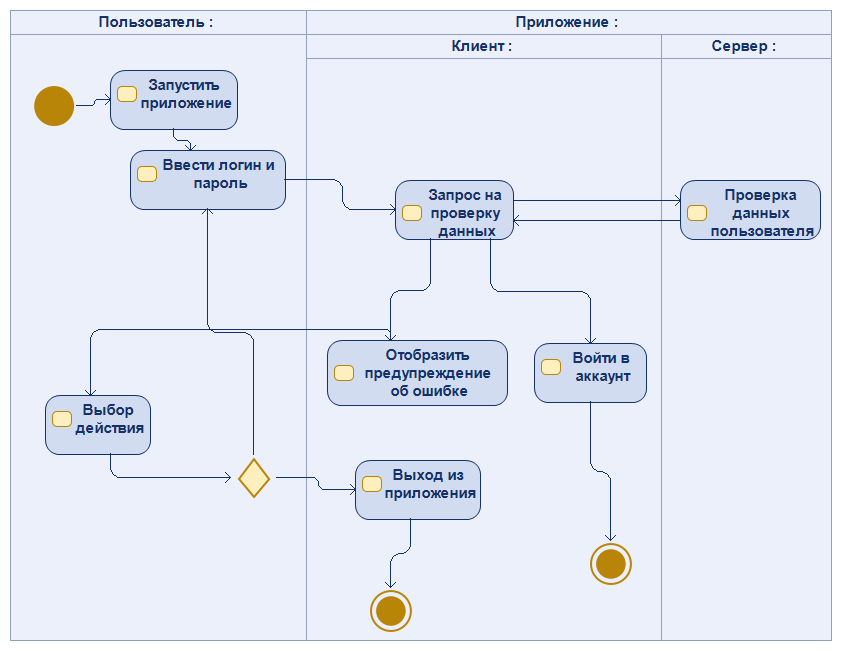 Пользователь :
Приложение :
Клиент :
Сервер :
Запустить
приложение
Ввести логин и
пароль
Запрос на
проверку
данных
Проверка
данных
пользователя
Отобразить
предупреждение
об ошибке
Войти в
аккаунт
Выбор
действия
Выход из
приложения